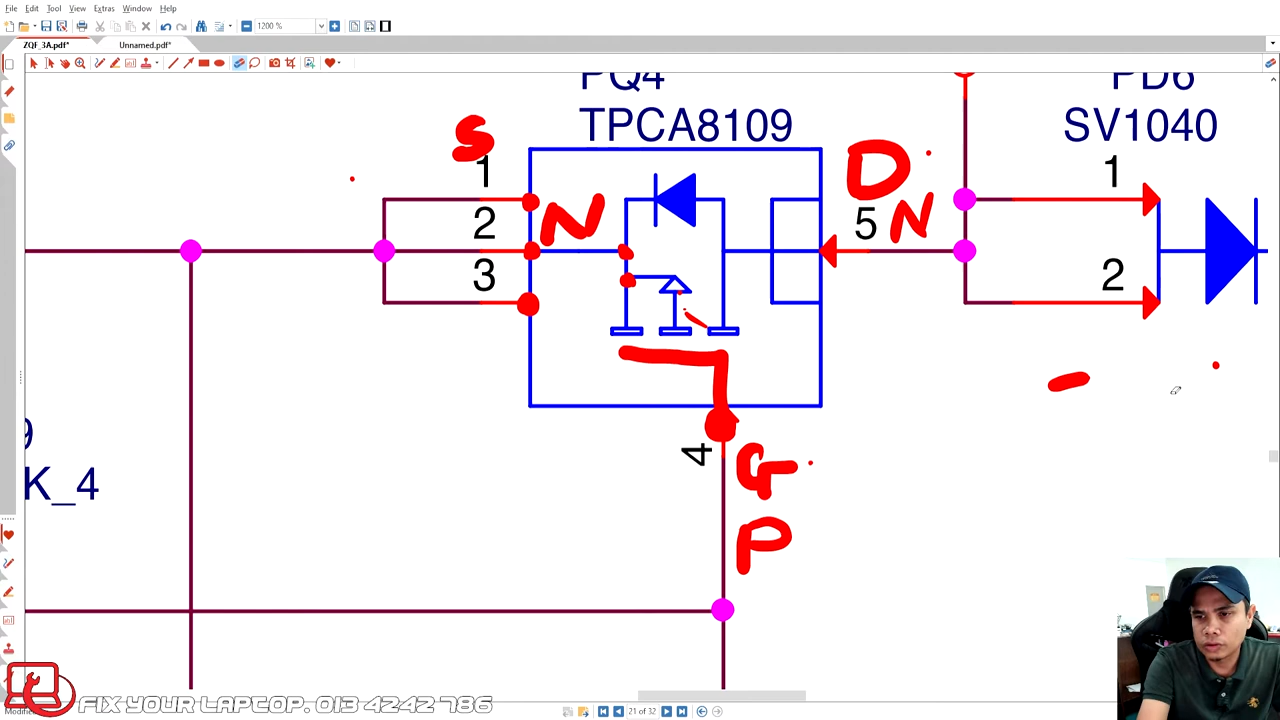 File Edit Tool View Extras Window Help
1200 %
ZQF_3A.pdf* Unnamed.pdf*
PQ4
TPCA8109
PD6
SV1040
S
1
2
3
N
D
5 N
1
2
9
K_4
4
G
P
FIX YOUR LAPTOP. 013 4242 786
21 of 32